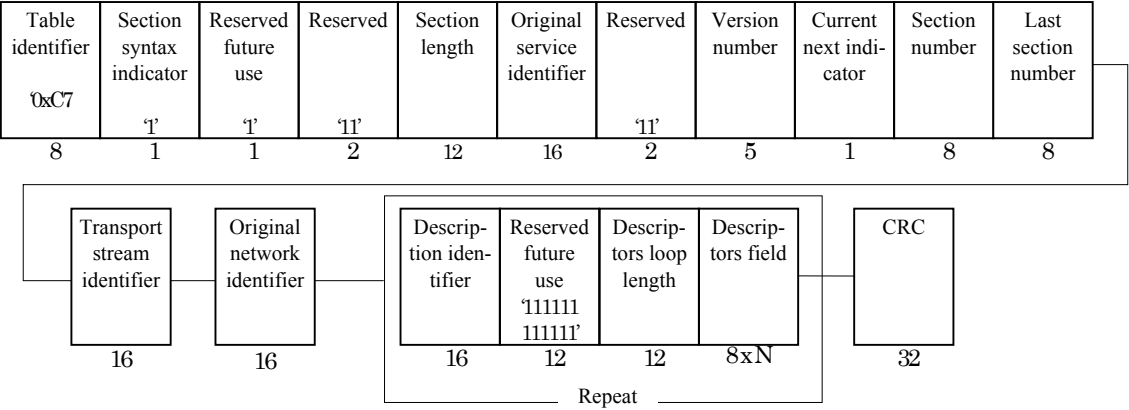 Table
identifier
‘0xC7
8
Section
syntax
indicator
‘1’
1
Reserved
future
use
‘1’
1
Reserved
‘11’
2
Section
length
12
Original
service
identifier
16
Reserved
‘11’
2
Version
number
5
Current
next indi-
cator
1
Section
number
8
Last
section
number
8
Transport
stream
identifier
16
Original
network
identifier
16
Descrip-
tion iden-
tifier
16
Reserved
future
use
‘111111
111111’
12
Descrip-
tors loop
length
12
Descrip-
tors field
8xN
CRC
32
Repeat